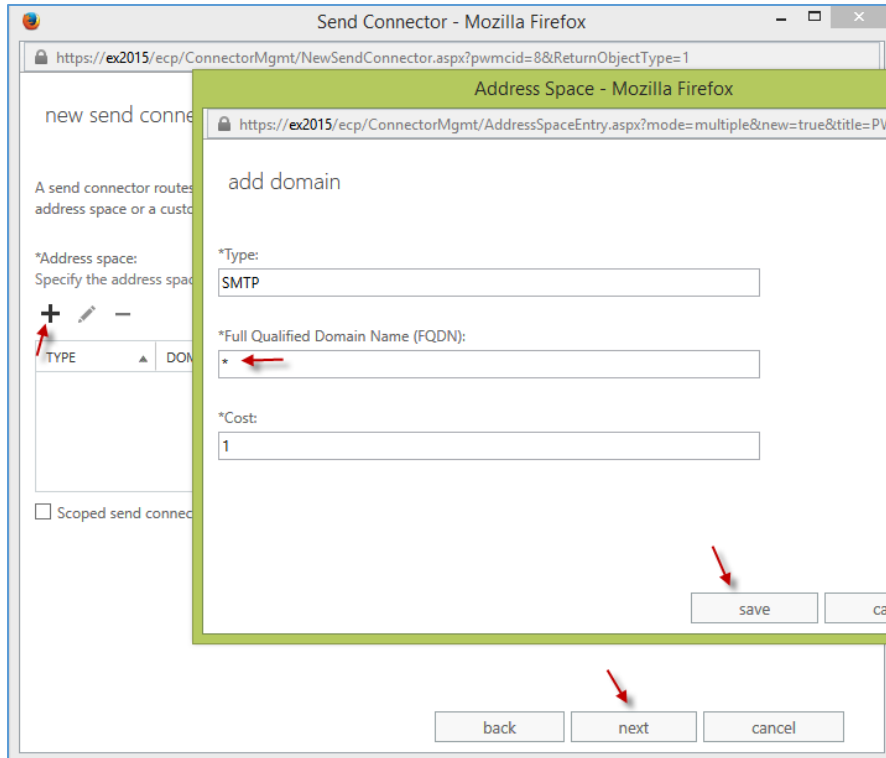 Send Connector - Mozilla Firefox
https://ex2015/ecp/ConnectorMgmt/NewSendConnector.aspx?pwmcid=8&ReturnObjectType=1
new send conne
A send connector routes
address space or a custo
*Address space:
Specify the address spac
TYPE DOM
Scoped send connec
Address Space - Mozilla Firefox
https://ex2015/ecp/ConnectorMgmt/AddressSpaceEntry.aspx?mode=multiple&new=true&title=PW
add domain
*Type:
SMTP
*Full Qualified Domain Name (FQDN):
*
*Cost:
1
save ca
back next cancel